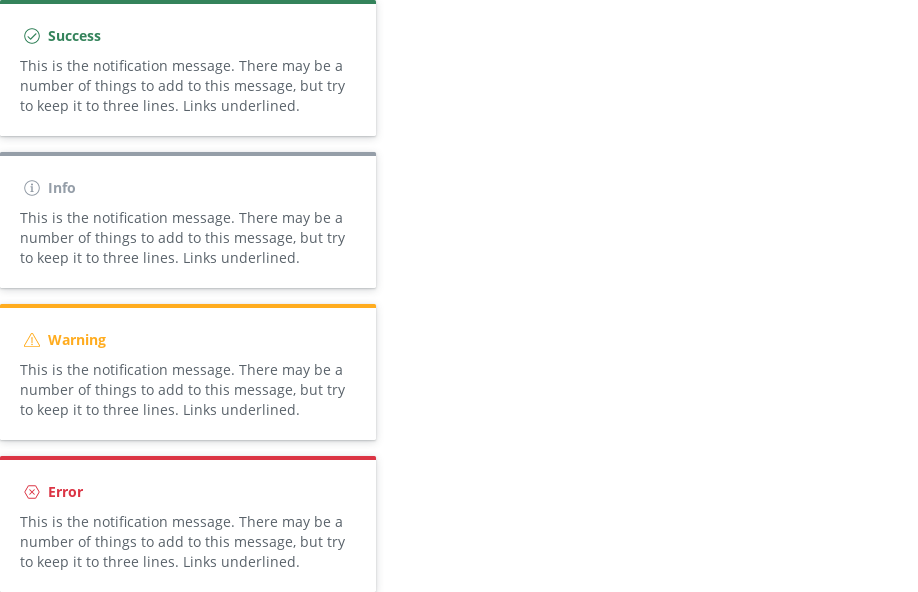 Success
This is the notification message. There may be a
number of things to add to this message, but try
to keep it to three lines. Links underlined.
Info
This is the notification message. There may be a
number of things to add to this message, but try
to keep it to three lines. Links underlined.
Warning
This is the notification message. There may be a
number of things to add to this message, but try
to keep it to three lines. Links underlined.
Error
This is the notification message. There may be a
number of things to add to this message, but try
to keep it to three lines. Links underlined.